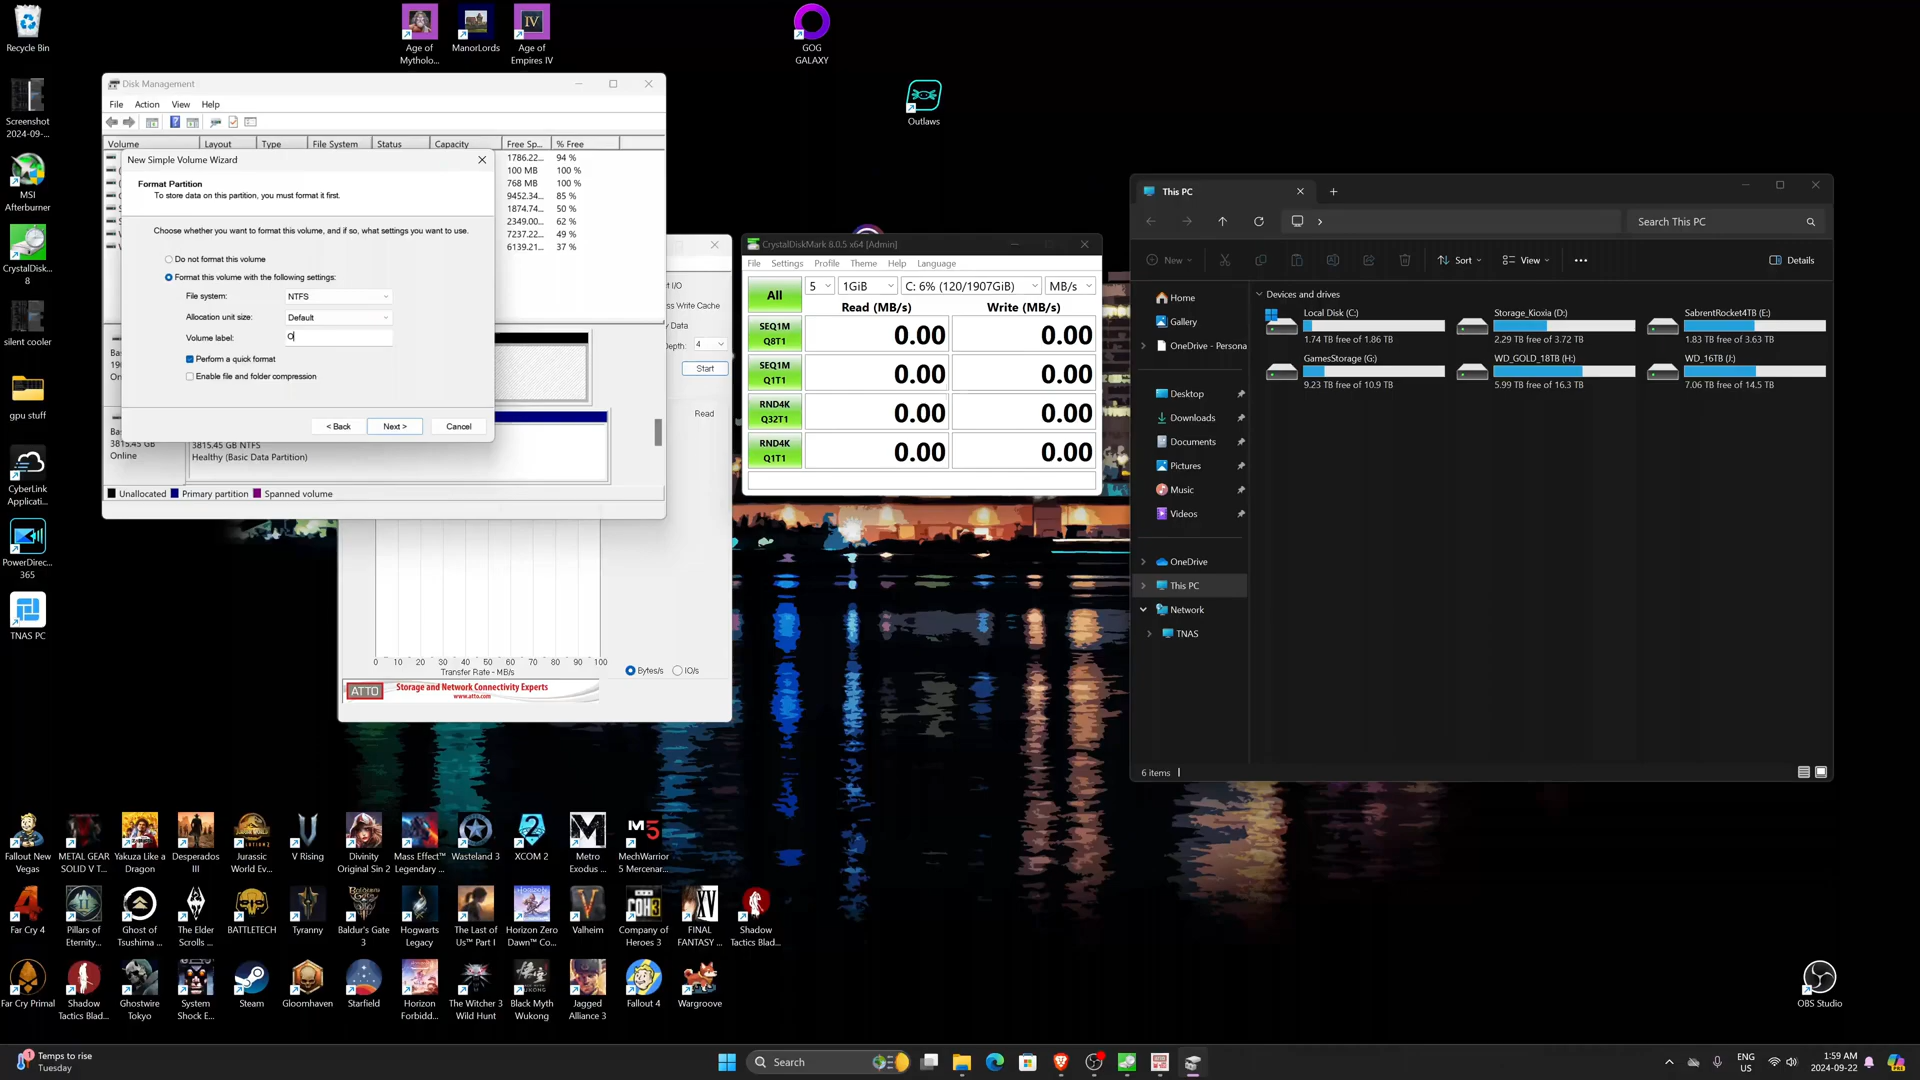 Recycle Bin
Age of
Mytholo...
ManorLords
IV
Age of
Empires IV
GOG
GALAXY
Outlaws
Screenshot
2024-09-...
MSI
Afterburner
CrystalDisk...
8
silent cooler
gpu stuff
CyberLink
Applicati...
PowerDirec...
365
TNAS PC
Disk Management
File Action View Help
Volume Layout Type File System Status Capacity Free Sp... % Free
1786.22... 94 %
100 MB 100 %
768 MB 100 %
9452.34... 85 %
1874.74... 50 %
2349.00... 62 %
7237.22... 49 %
6139.21... 37 %
New Simple Volume Wizard
Format Partition
To store data on this partition, you must format it first.
Choose whether you want to format this volume, and if so, what settings you want to use.
Do not format this volume
Format this volume with the following settings:
File system: NTFS
Allocation unit size: Default
Volume label: O
Perform a quick format
Enable file and folder compression
< Back Next > Cancel
3815.45 GB
Online
3815.45 GB NTFS
Healthy (Basic Data Partition)
Unallocated Primary partition Spanned volume
4
Start
Read
0 10 20 30 40 50 60 70 80 90 100
Transfer Rate - MB/s
Bytes/s IO/s
ATTO
Storage and Network Connectivity Experts
www.atto.com
CrystalDiskMark 8.0.5 x64 [Admin]
File Settings Profile Theme Help Language
All 5 1GiB C: 6% (120/1907GiB) MB/s
Read (MB/s) Write (MB/s)
SEQ1M
Q8T1
0.00 0.00
SEQ1M
Q1T1
0.00 0.00
RND4K
Q32T1
0.00 0.00
RND4K
Q1T1
0.00 0.00
This PC
Search This PC
New Sort View Details
Home
Gallery
OneDrive - Persona
Desktop
Downloads
Documents
Pictures
Music
Videos
OneDrive
This PC
Network
TNAS
Devices and drives
Local Disk (C:)
1.74 TB free of 1.86 TB
Storage_Kioxia (D:)
2.29 TB free of 3.72 TB
SabrentRocket4TB (E:)
1.83 TB free of 3.63 TB
GamesStorage (G:)
9.23 TB free of 10.9 TB
WD_GOLD_18TB (H:)
5.99 TB free of 16.3 TB
WD_16TB (J:)
7.06 TB free of 14.5 TB
6 items
Fallout New
Vegas
METAL GEAR
SOLID V T...
Yakuza Like a
Dragon
Desperados
III
Jurassic
World Ev...
V Rising
Divinity
Original Sin 2
Mass Effect™
Legendary ...
Wasteland 3
XCOM 2
Metro
Exodus ...
MechWarrior
5 Mercenar...
Far Cry 4
Pillars of
Eternity...
Ghost of
Tsushima ...
The Elder
Scrolls ...
BATTLETECH
Tyranny
Baldur's Gate
3
Hogwarts
Legacy
The Last of
Us™ Part I
Horizon Zero
Dawn™ Co...
Valheim
Company of
Heroes 3
FINAL
FANTASY ...
Shadow
Tactics Blad...
Far Cry Primal
Shadow
Tactics Blad...
Ghostwire
Tokyo
System
Shock E...
Steam
Gloomhaven
Starfield
Horizon
Forbidd...
The Witcher 3
Wild Hunt
Black Myth
Wukong
Jagged
Alliance 3
Fallout 4
Wargroove
OBS Studio
1
Temps to rise
Tuesday
Search
ENG
US
1:59 AM
2024-09-22